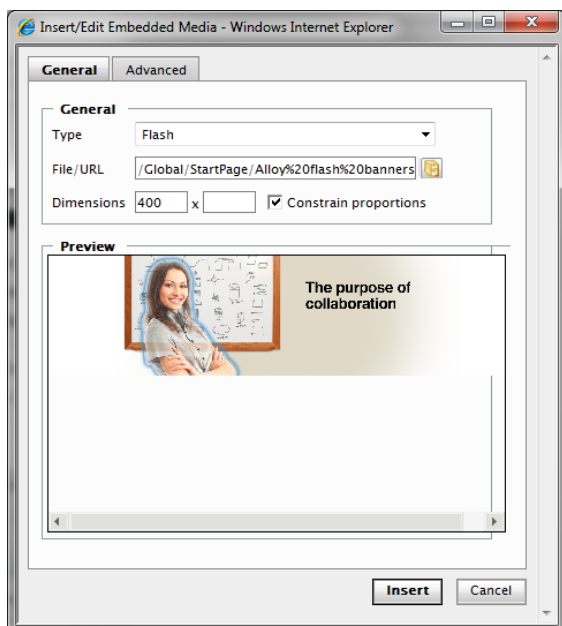 Insert/Edit Embedded Media - Windows Internet Explorer
General Advanced
General
Type Flash
File/URL /Global/StartPage/Alloy%20flash%20banners
Dimensions 400 x Constrain proportions
Preview
The purpose of
collaboration
Insert Cancel